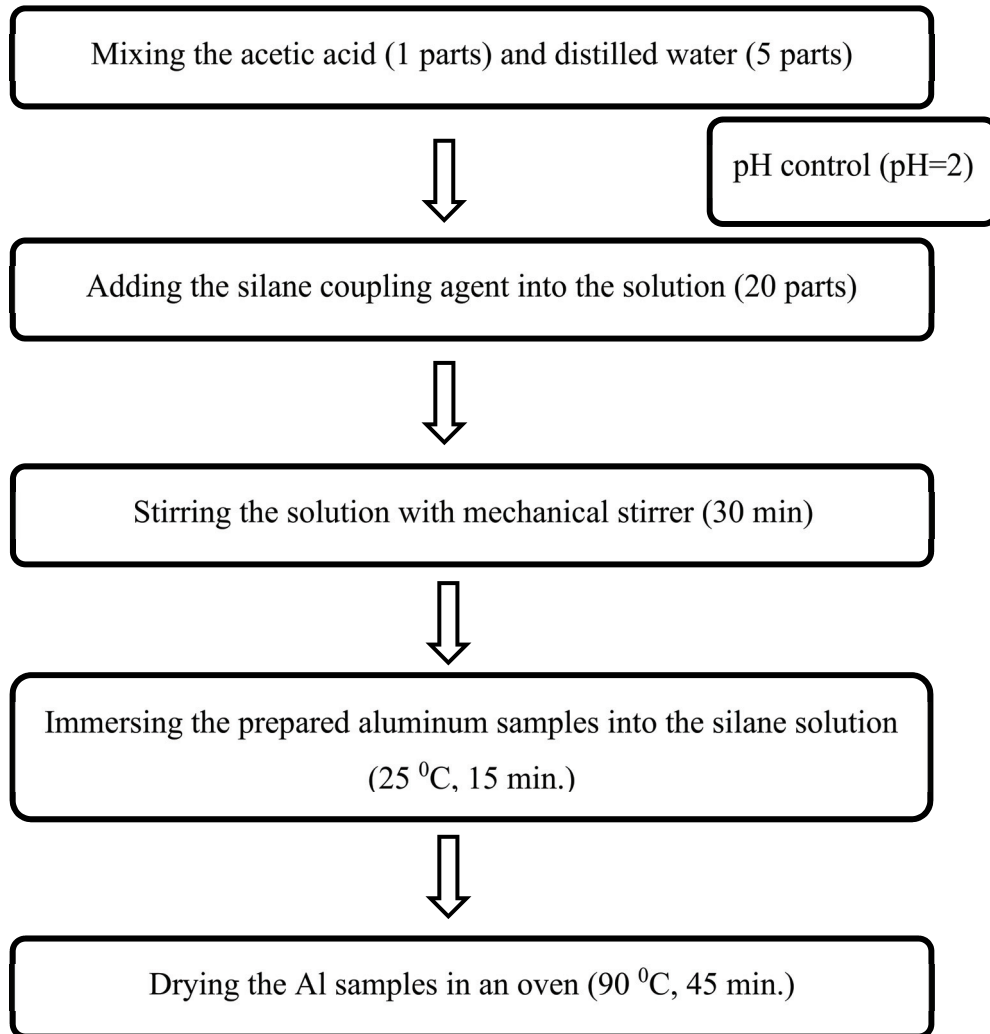 Mixing the acetic acid (1 parts) and distilled water (5 parts)
pH control (pH=2)
Adding the silane coupling agent into the solution (20 parts)
Stirring the solution with mechanical stirrer (30 min)
Immersing the prepared aluminum samples into the silane solution
(25 ⁰C, 15 min.)
Drying the Al samples in an oven (90 ⁰C, 45 min.)